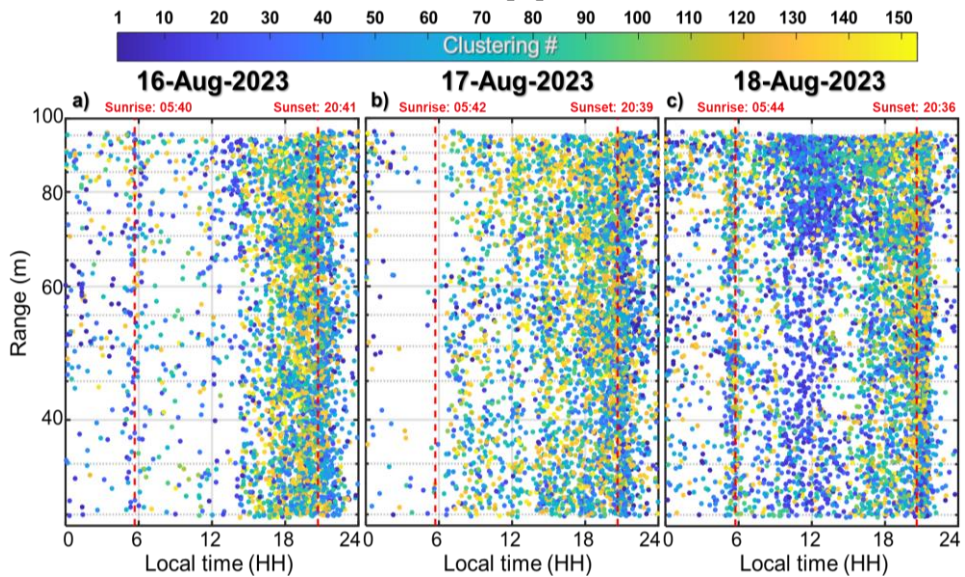 1 10 20 30 40 50 60 70 80 90 100 110 120 130 140 150
Clustering #
16-Aug-2023 17-Aug-2023 18-Aug-2023
a) Sunrise: 05:40 Sunset: 20:41 b) Sunrise: 05:42 Sunset: 20:39 c) Sunrise: 05:44 Sunset: 20:36
100
80
60
40
Range (m)
0 6 12 18 24 0 6 12 18 24 0 6 12 18 24
Local time (HH) Local time (HH) Local time (HH)